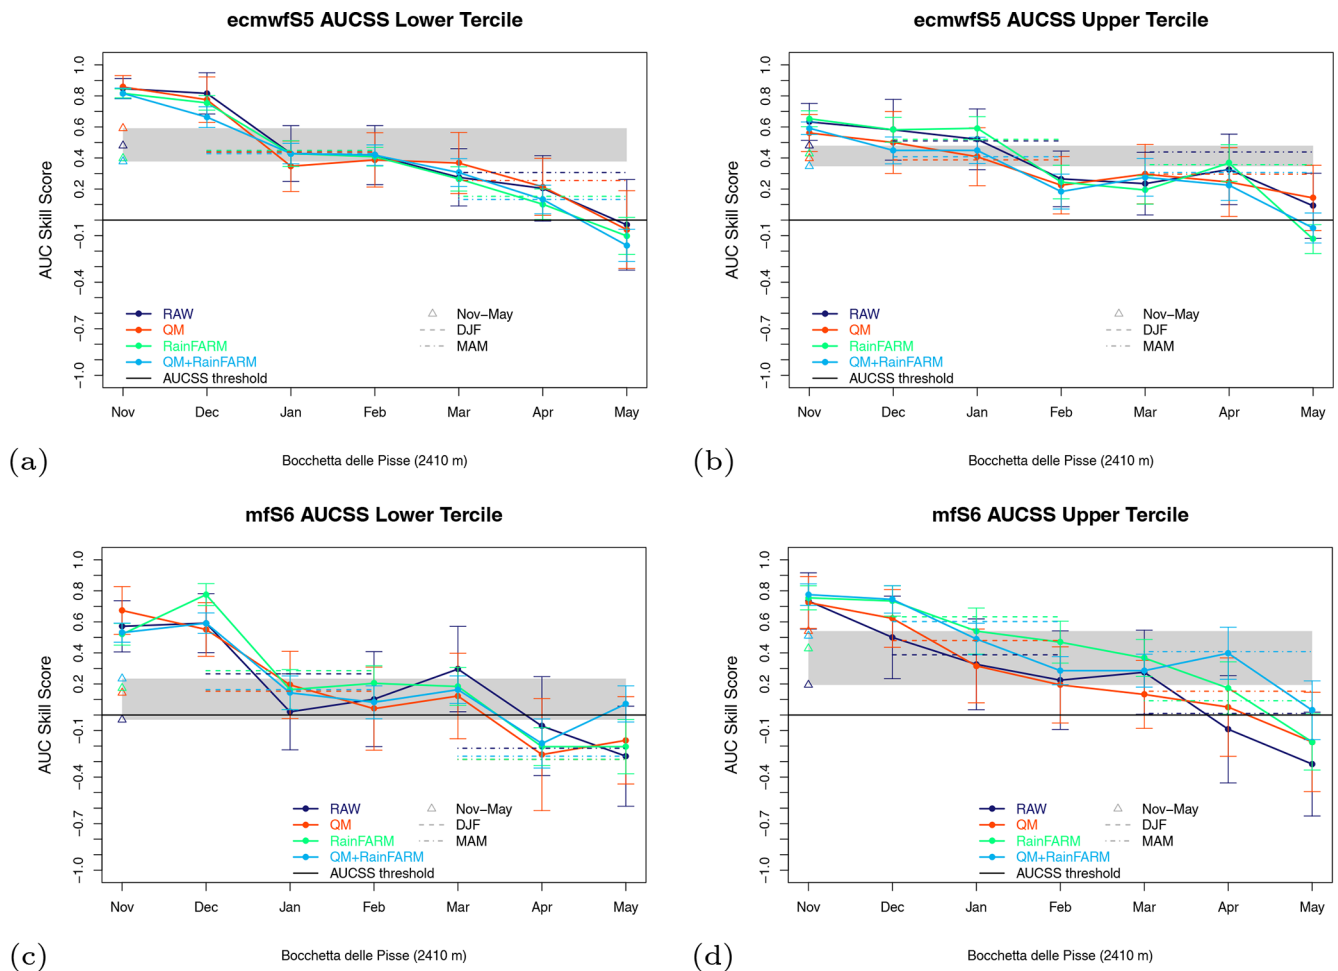 ecmwfS5 AUCSS Lower Tercile
AUC Skill Score
1.0
0.8
0.6
0.4
0.2
−0.1
−0.4
−0.7
−1.0
RAW
QM
RainFARM
QM+RainFARM
AUCSS threshold
Nov−May
DJF
MAM
Nov Dec Jan Feb Mar Apr May
(a) Bocchetta delle Pisse (2410 m)
ecmwfS5 AUCSS Upper Tercile
AUC Skill Score
1.0
0.8
0.6
0.4
0.2
−0.1
−0.4
−0.7
−1.0
RAW
QM
RainFARM
QM+RainFARM
AUCSS threshold
Nov−May
DJF
MAM
Nov Dec Jan Feb Mar Apr May
(b) Bocchetta delle Pisse (2410 m)
mfS6 AUCSS Lower Tercile
AUC Skill Score
1.0
0.8
0.6
0.4
0.2
−0.1
−0.4
−0.7
−1.0
RAW
QM
RainFARM
QM+RainFARM
AUCSS threshold
Nov−May
DJF
MAM
Nov Dec Jan Feb Mar Apr May
(c) Bocchetta delle Pisse (2410 m)
mfS6 AUCSS Upper Tercile
AUC Skill Score
1.0
0.8
0.6
0.4
0.2
−0.1
−0.4
−0.7
−1.0
RAW
QM
RainFARM
QM+RainFARM
AUCSS threshold
Nov−May
DJF
MAM
Nov Dec Jan Feb Mar Apr May
(d) Bocchetta delle Pisse (2410 m)